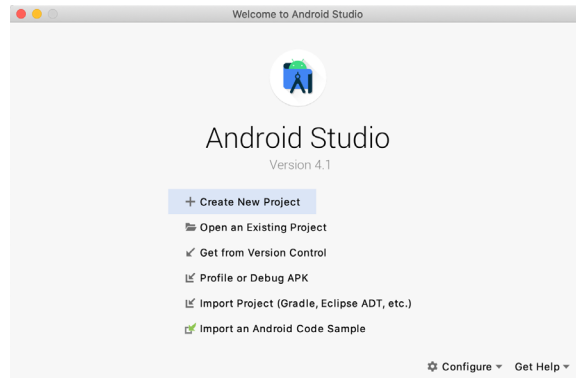 Welcome to Android Studio
Android Studio
Version 4.1
Create New Project
Open an Existing Project
Get from Version Control
Profile or Debug APK
Import Project (Gradle, Eclipse ADT, etc.)
Import an Android Code Sample
Configure Get Help